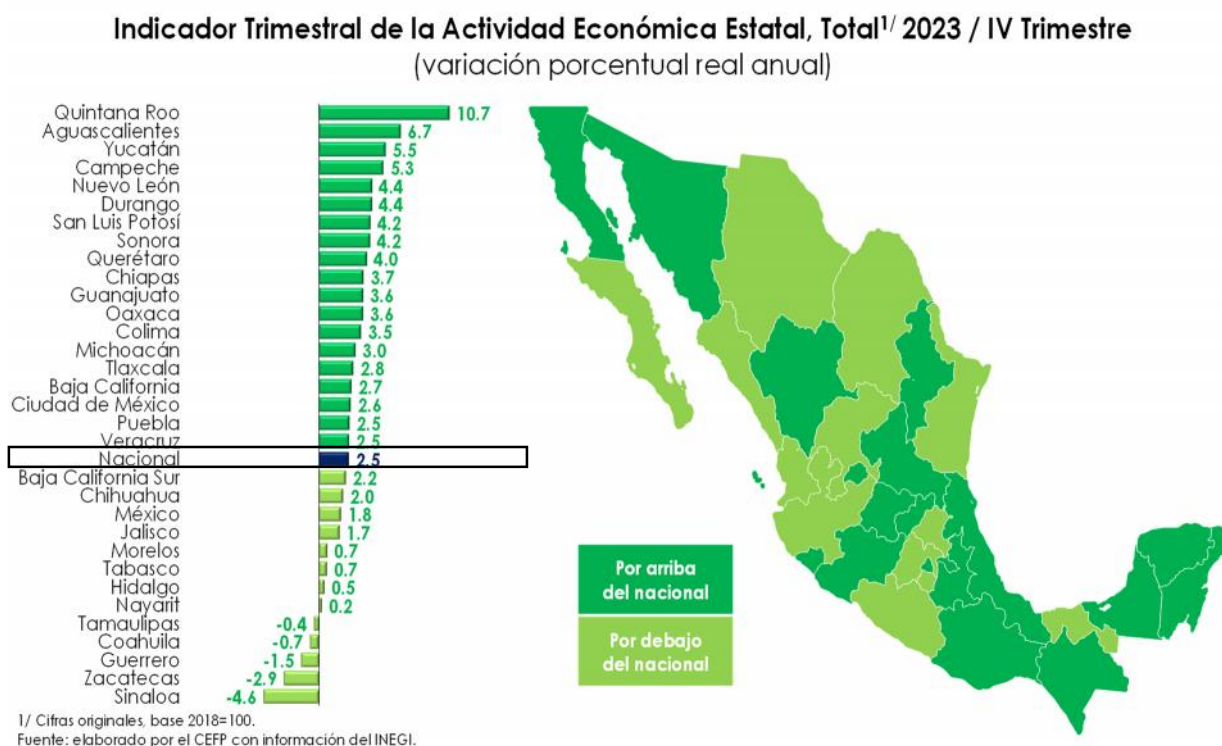 Indicador Trimestral de la Actividad Económica Estatal, Total1/ 2023 / IV Trimestre
(variación porcentual real anual)
Quintana Roo 10.7
Aguascalientes 6.7
Yucatán 5.5
Campeche 5.3
Nuevo León 4.4
Durango 4.4
San Luis Potosí 4.2
Sonora 4.2
Querétaro 4.0
Chiapas 3.7
Guanajuato 3.6
Oaxaca 3.6
Colima 3.5
Michoacán 3.0
Tlaxcala 2.8
Baja California 2.7
Ciudad de México 2.6
Puebla 2.5
Veracruz 2.5
Nacional 2.5
Baja California Sur 2.2
Chihuahua 2.0
México 1.8
Jalisco 1.7
Morelos 0.7
Tabasco 0.7
Hidalgo 0.5
Nayarit 0.2
Tamaulipas -0.4
Coahuila -0.7
Guerrero -1.5
Zacatecas -2.9
Sinaloa -4.6
Por arriba
del nacional
Por debajo
del nacional
1/ Cifras originales, base 2018=100.
Fuente: elaborado por el CEFP con información del INEGI.